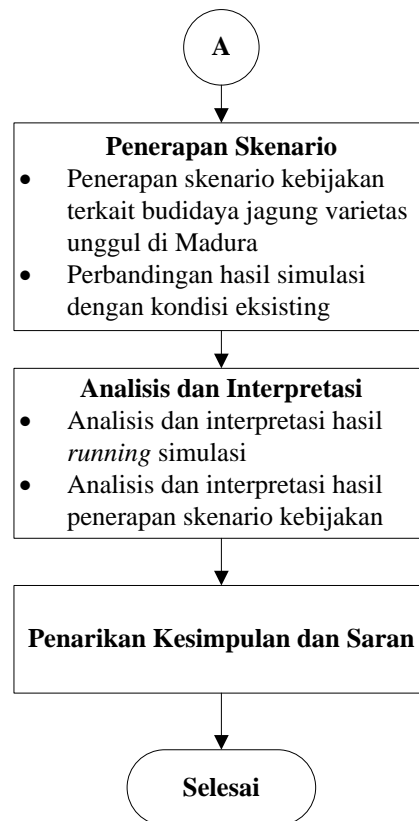 A
Penerapan Skenario
• Penerapan skenario kebijakan
terkait budidaya jagung varietas
unggul di Madura
• Perbandingan hasil simulasi
dengan kondisi eksisting
Analisis dan Interpretasi
• Analisis dan interpretasi hasil
running simulasi
• Analisis dan interpretasi hasil
penerapan skenario kebijakan
Penarikan Kesimpulan dan Saran
Selesai